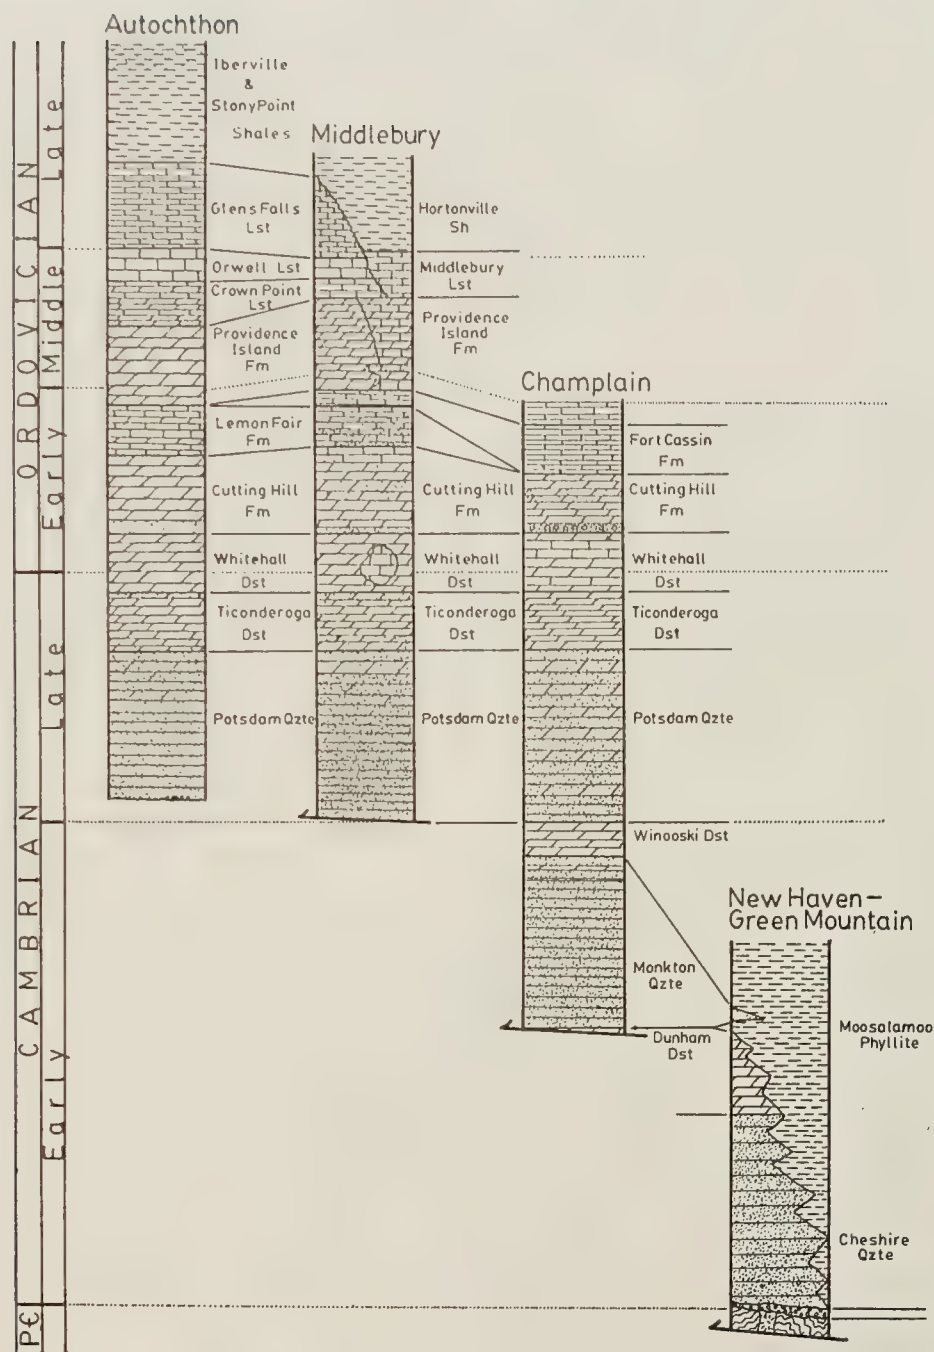 Autochthon
Iberville
&
Stony Point
Shales
Glens Falls
Lst
Orwell Lst
Crown Point
Lst
Providence
Island
Fm
Lemon Fair
Fm
Cutting Hill
Fm
Whitehall
Dst
Ticonderoga
Dst
Potsdam Qzte
Middlebury
Hortonville
Sh
Middlebury
Lst
Providence
Island
Fm
Cutting Hill
Fm
Whitehall
Dst
Ticonderoga
Dst
Potsdam Qzte
Champlain
Fort Cassin
Fm
Cutting Hill
Fm
Whitehall
Dst
Ticonderoga
Dst
Potsdam Qzte
Winooski Dst
Monkton
Qzte
Dunham
Dst
New Haven-
Green Mountain
Moosalamoo
Phyllite
Cheshire
Qzte
ORDOVICIAN
Late
Middle
Early
CAMBRIAN
Late
Early
PЄ